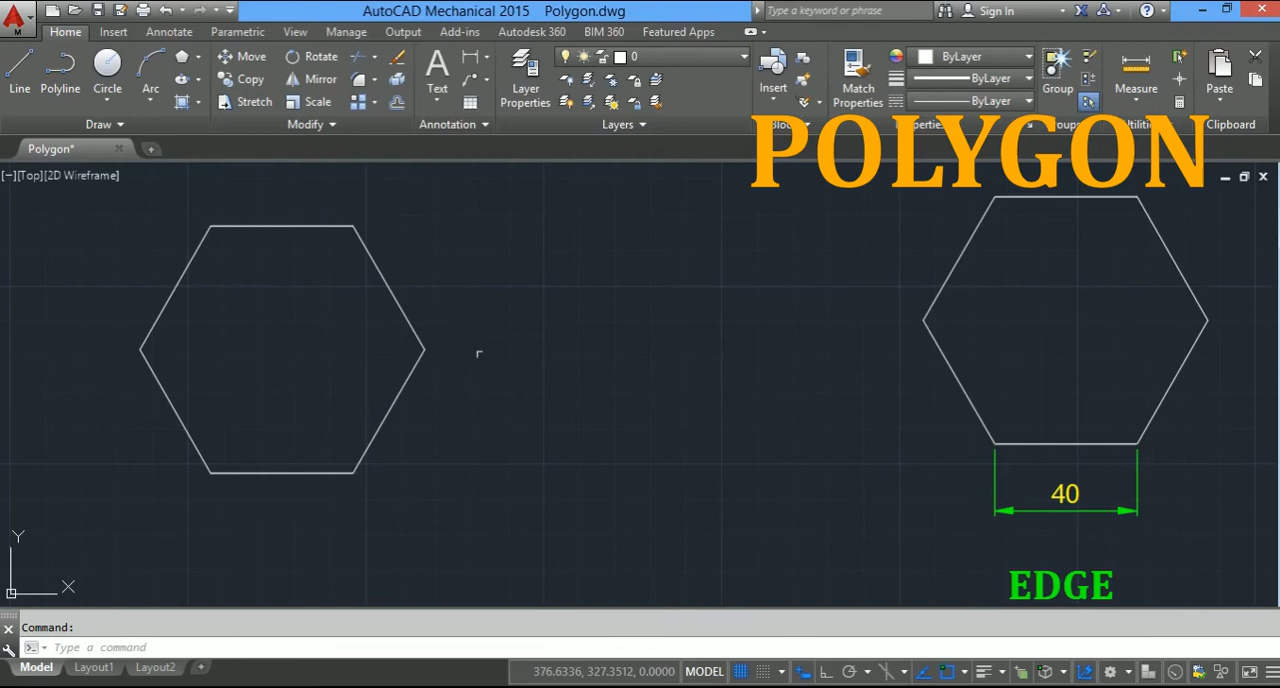 M
AutoCAD Mechanical 2015 Polygon.dwg
Type a keyword or phrase
Sign In
Home Insert Annotate Parametric View Manage Output Add-ins Autodesk 360 BIM 360 Featured Apps
Line Polyline Circle Arc
Move Rotate
Copy Mirror
Stretch Scale
Text
Layer Properties
0
Insert
Match Properties
ByLayer
ByLayer
ByLayer
Group
Measure
Paste
Draw Modify Annotation Layers Clipboard
POLYGON
Polygon*
[−][Top][2D Wireframe]
40
EDGE
Y
X
Command:
Type a command
Model Layout1 Layout2
376.6336, 327.3512, 0.0000 MODEL